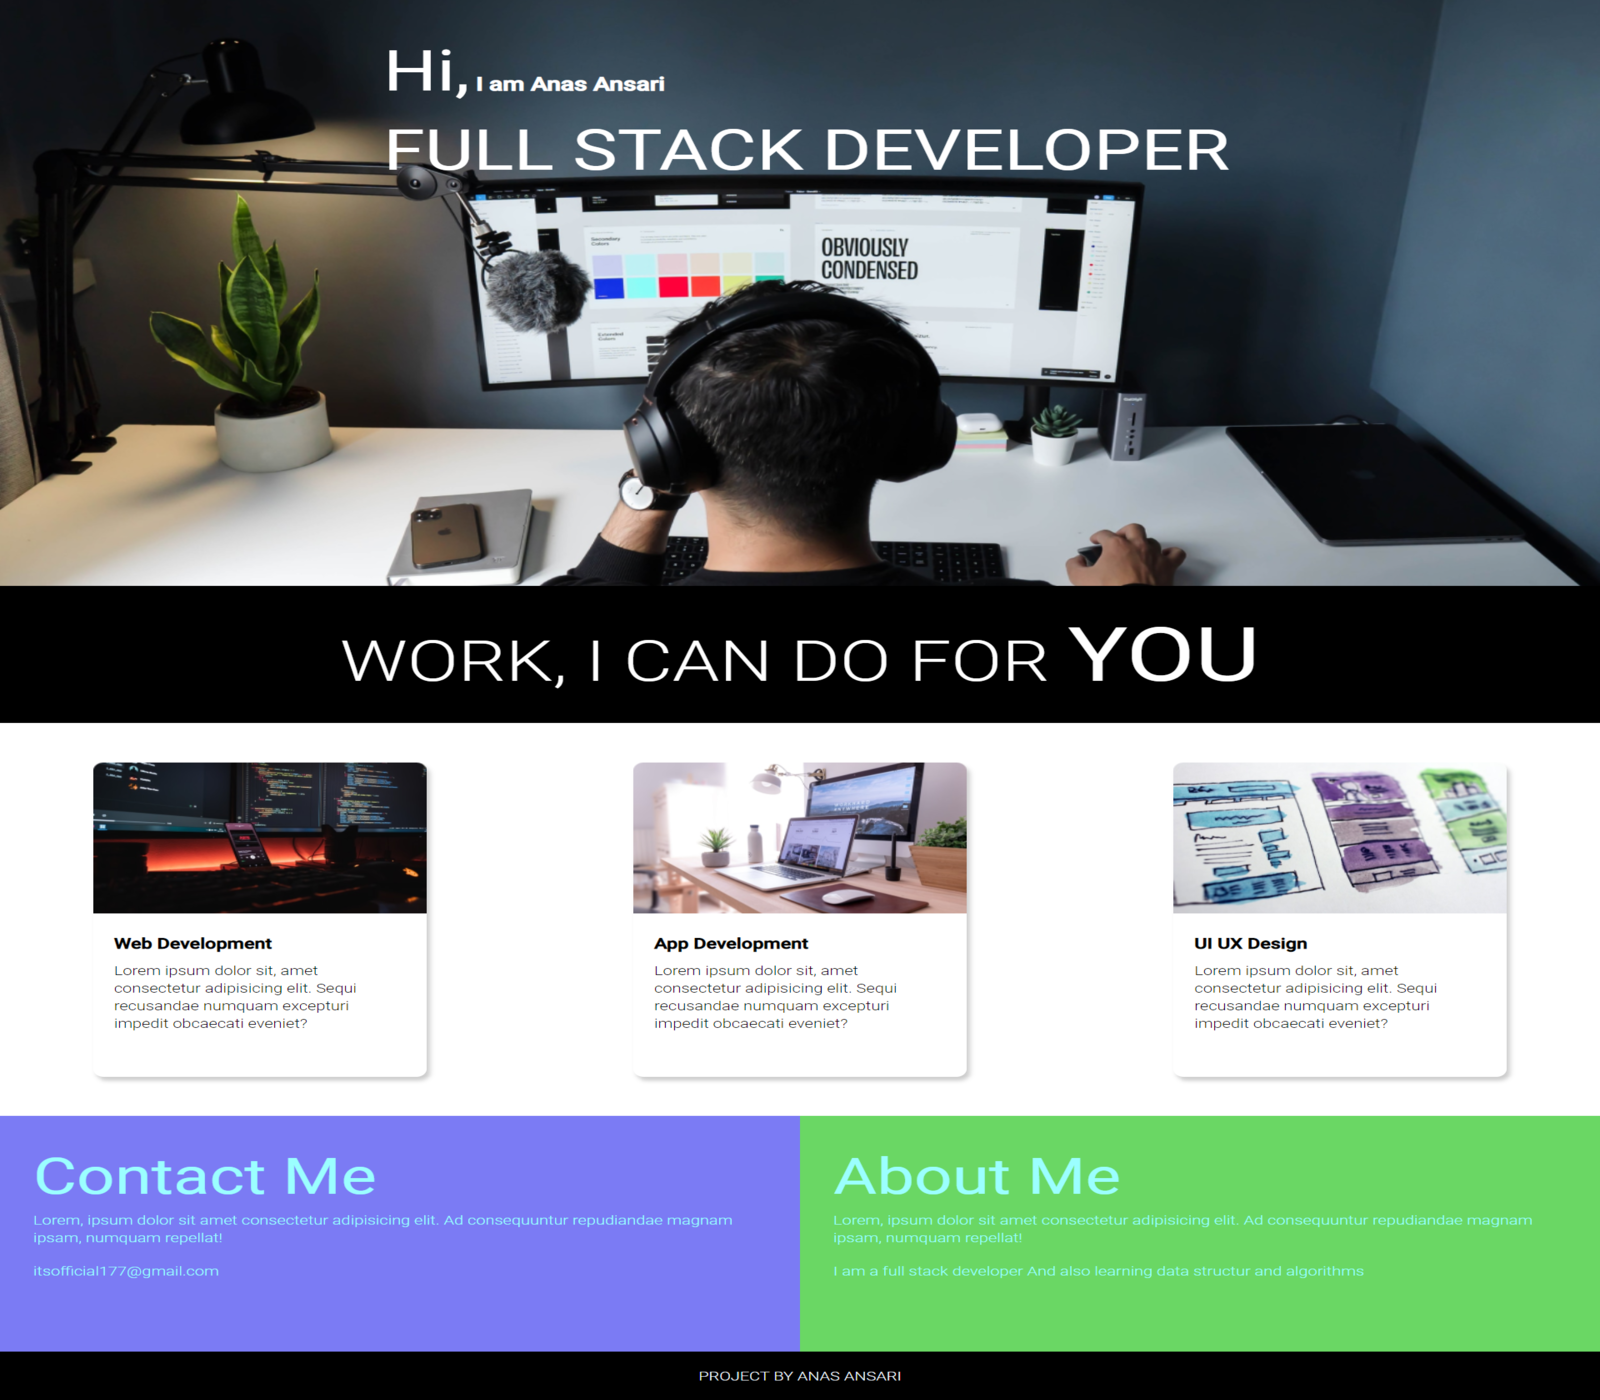 Hi, I am Anas Ansari
FULL STACK DEVELOPER
Secondary
Colors
OBVIOUSLY
CONDENSED
Extended
Colors
WORK, I CAN DO FOR YOU
Web Development
Lorem ipsum dolor sit, amet
consectetur adipisicing elit. Sequi
recusandae numquam excepturi
impedit obcaecati eveniet?
App Development
Lorem ipsum dolor sit, amet
consectetur adipisicing elit. Sequi
recusandae numquam excepturi
impedit obcaecati eveniet?
UI UX Design
Lorem ipsum dolor sit, amet
consectetur adipisicing elit. Sequi
recusandae numquam excepturi
impedit obcaecati eveniet?
Contact Me
Lorem, ipsum dolor sit amet consectetur adipisicing elit. Ad consequuntur repudiandae magnam
ipsam, numquam repellat!
itsofficial177@gmail.com
About Me
Lorem, ipsum dolor sit amet consectetur adipisicing elit. Ad consequuntur repudiandae magnam
ipsam, numquam repellat!
I am a full stack developer And also learning data structur and algorithms
PROJECT BY ANAS ANSARI